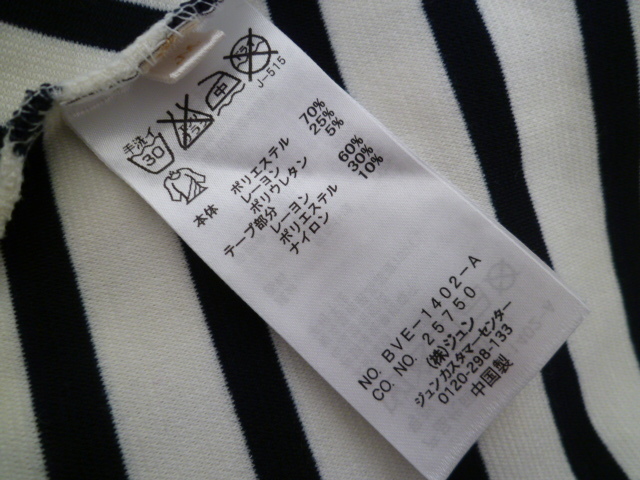 J-515
手洗イ
30
中
本体 ポリエステル 70%
レーヨン 25%
ポリウレタン 5%
テープ部分 レーヨン 60%
ポリエステル 30%
ナイロン 10%
NO. BVE-1402-A
CO. NO. 25750
(株)ジュン
ジュンカスタマーセンター
0120-298-133
中国製